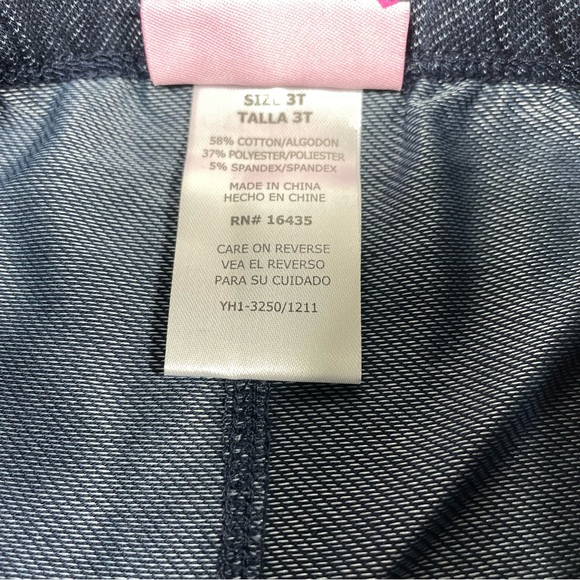 SIZE 3T
TALLA 3T
58% COTTON/ALGODON
37% POLYESTER/POLIESTER
5% SPANDEX/SPANDEX
MADE IN CHINA
HECHO EN CHINE
RN# 16435
CARE ON REVERSE
VEA EL REVERSO
PARA SU CUIDADO
YH1-3250/1211